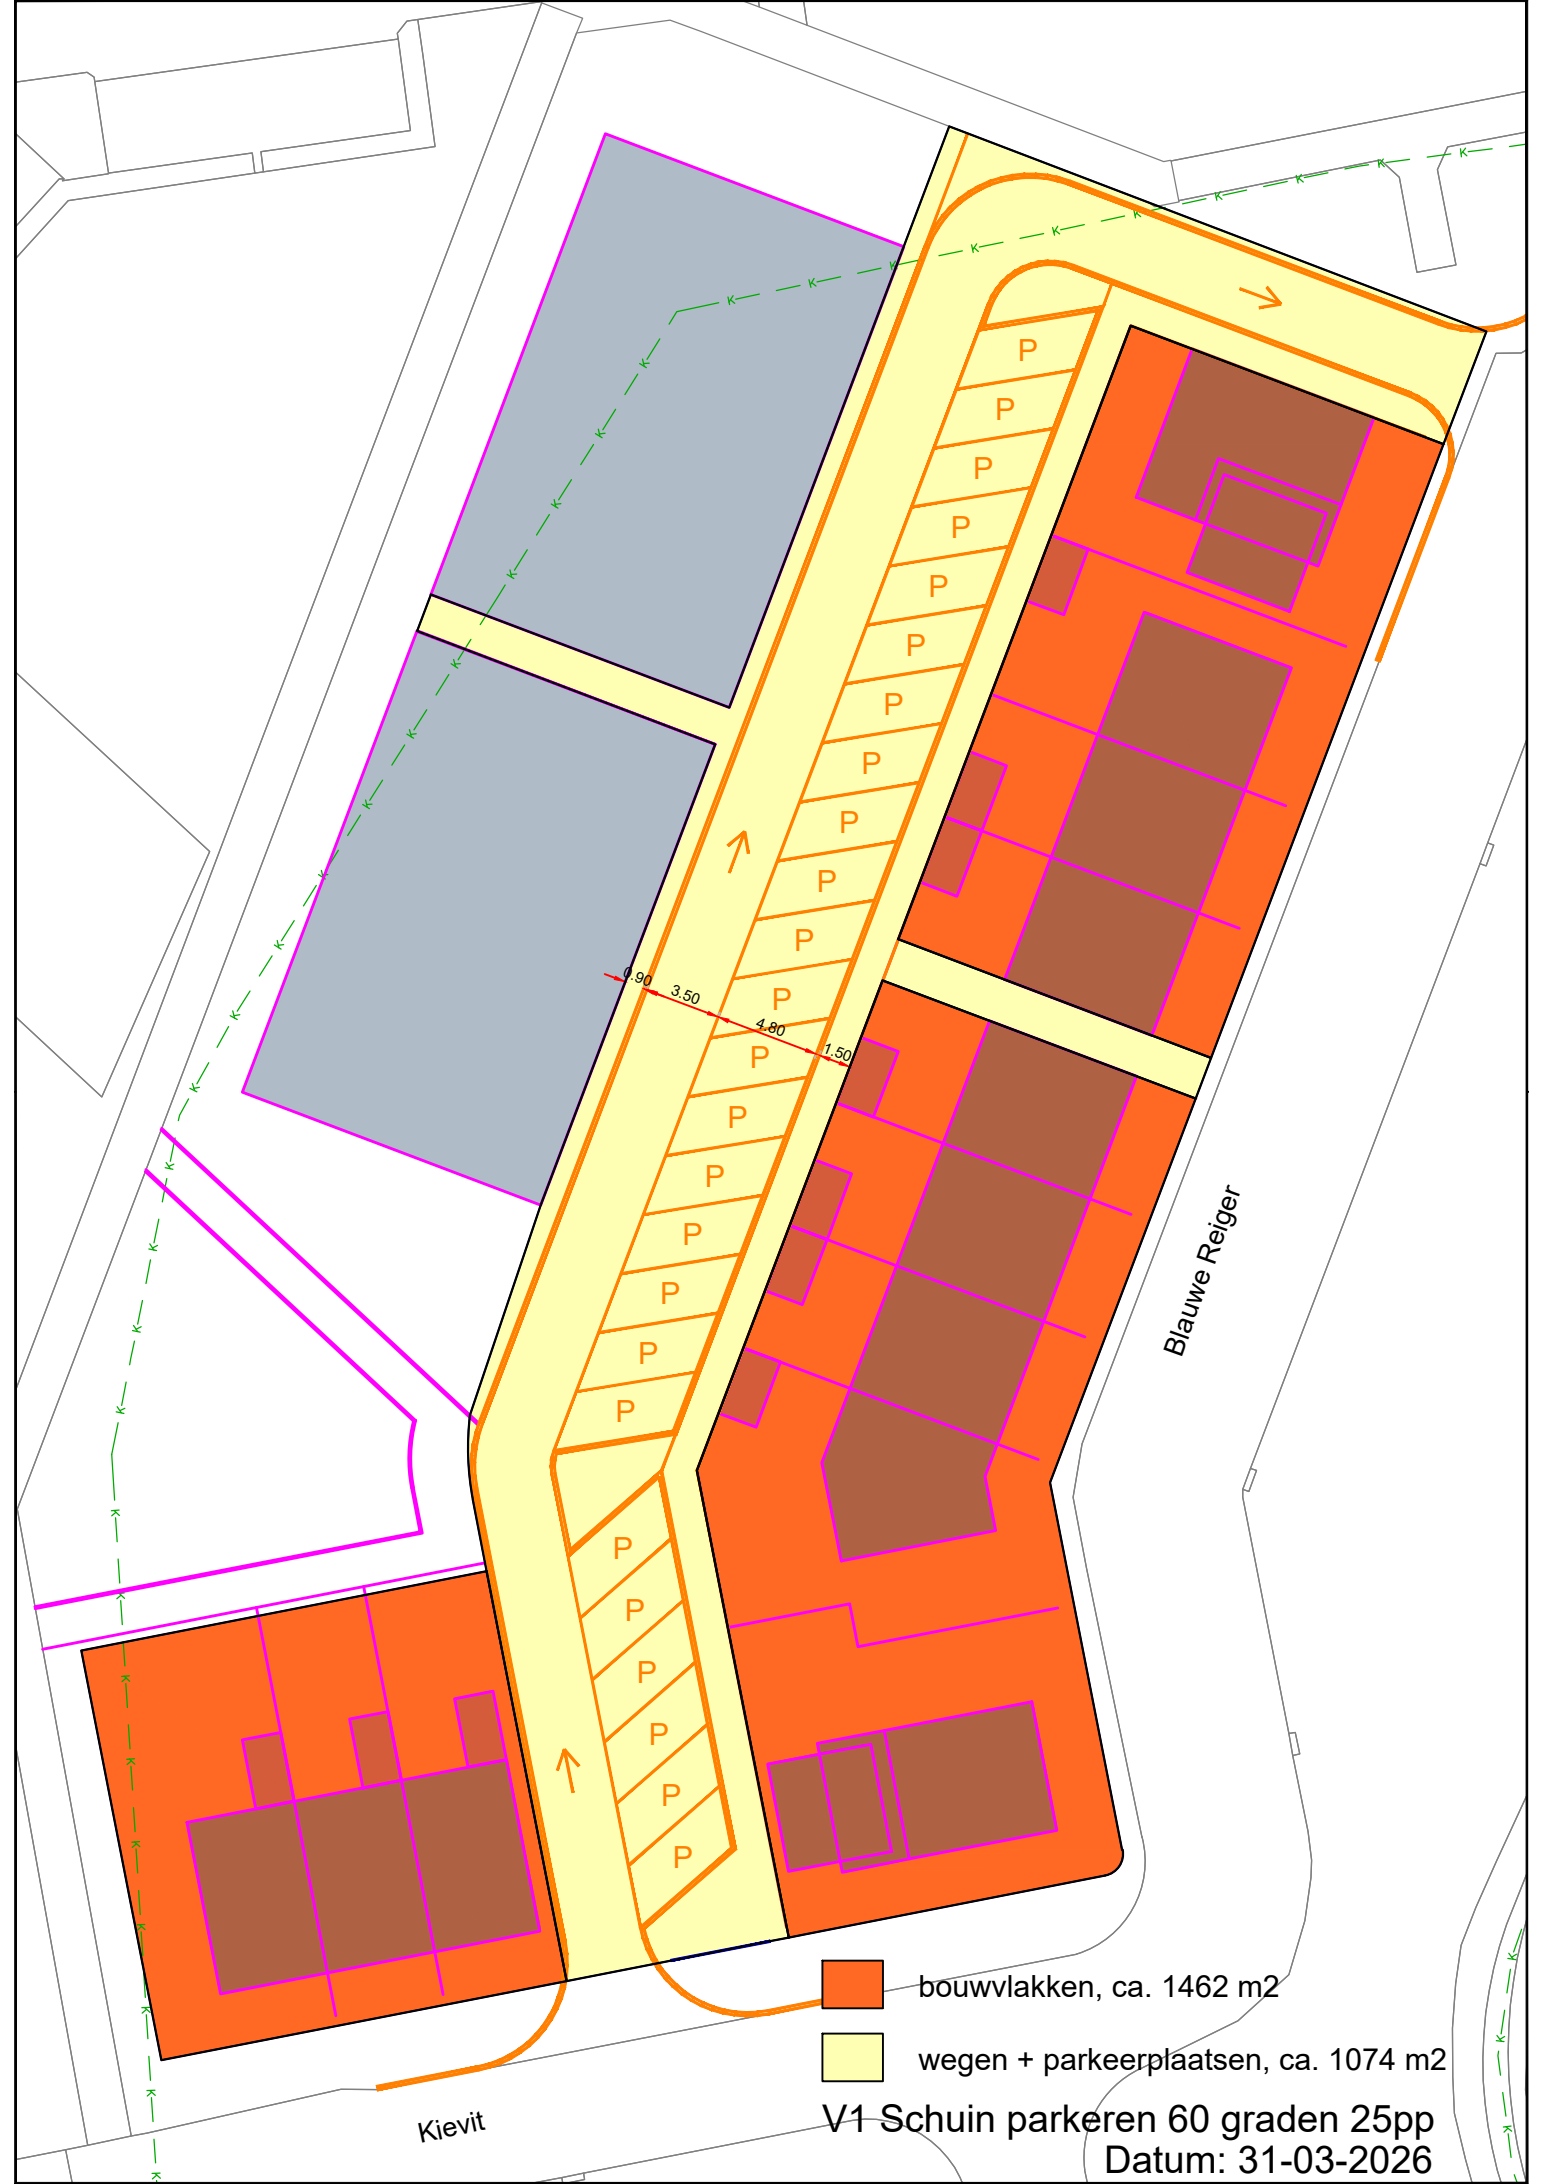 K
K
K
K
K
K
K
K
K
K
P
K
P
K
P
K
P
K
P
P
K
P
K
P
K
P
K
P
K
P
0.90
3.50
4.80
1.50
P
K
P
K
P
K
P
Blauwe Reiger
P
K
P
K
P
K
P
K
P
K
P
K
P
K
P
K
P
K
P
K
K
bouwvlakken, ca. 1462 m2
K
K
wegen + parkeerplaatsen, ca. 1074 m2
K
V1 Schuin parkeren 60 graden 25pp
Kievit
K
Datum: 31-03-2026
K